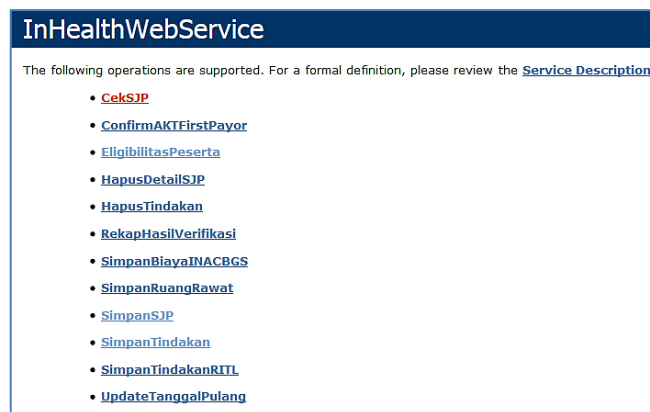 InHealthWebService
The following operations are supported. For a formal definition, please review the Service Description
• CekSJP
• ConfirmAKTFirstPayor
• EligibilitasPeserta
• HapusDetailSJP
• HapusTindakan
• RekapHasilVerifikasi
• SimpanBiayaINACBGS
• SimpanRuangRawat
• SimpanSJP
• SimpanTindakan
• SimpanTindakanRITL
• UpdateTanggalPulang